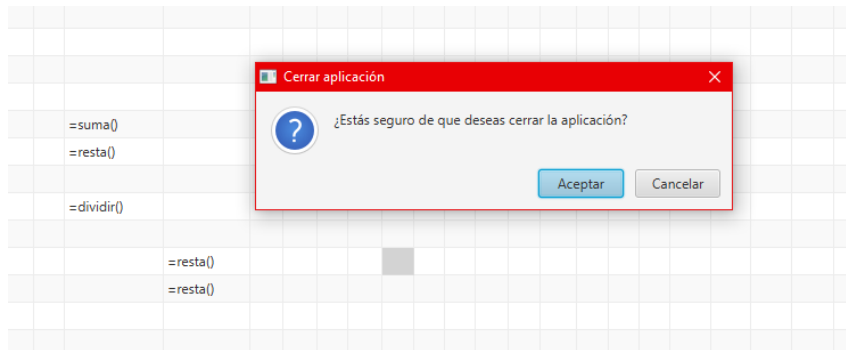 Cerrar aplicación
¿Estás seguro de que deseas cerrar la aplicación?
=suma()
=resta()
Aceptar Cancelar
=dividir()
=resta()
=resta()